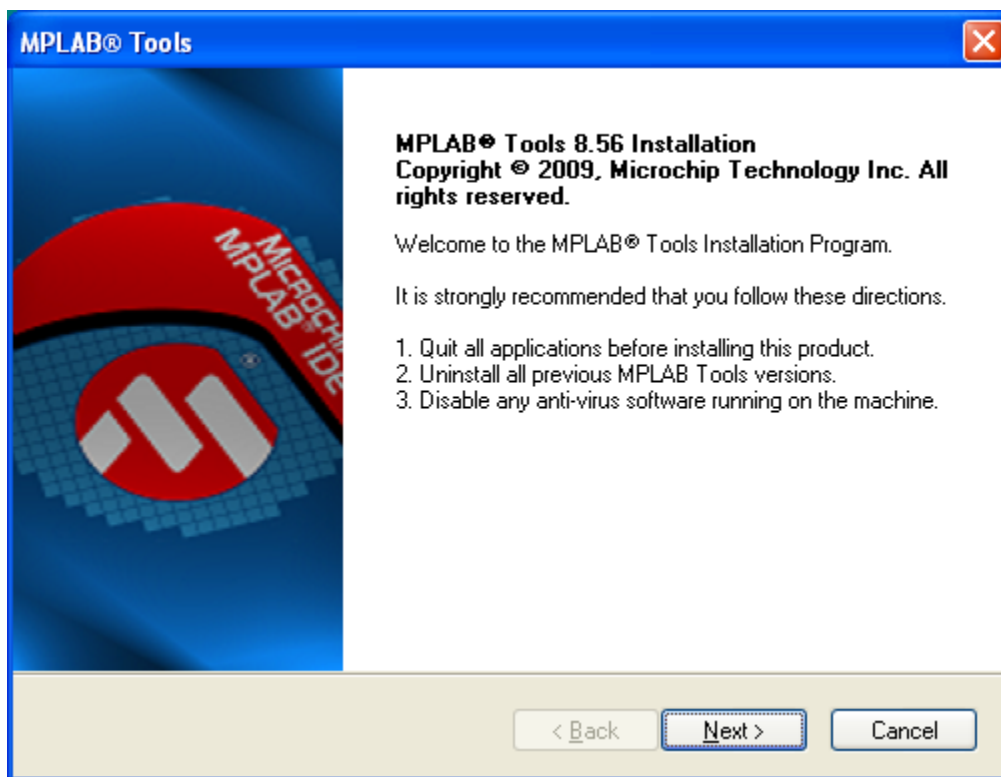 MPLAB® Tools
MICROCHI
MPLAB® IDE
®
MPLAB® Tools 8.56 Installation
Copyright © 2009, Microchip Technology Inc. All
rights reserved.
Welcome to the MPLAB® Tools Installation Program.
It is strongly recommended that you follow these directions.
1. Quit all applications before installing this product.
2. Uninstall all previous MPLAB Tools versions.
3. Disable any anti-virus software running on the machine.
< Back
Next >
Cancel